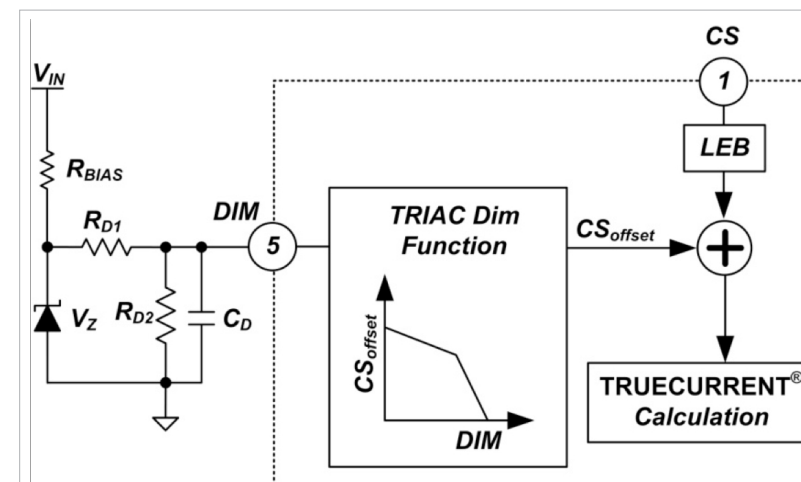 CS
1
V_IN
LEB
R_BIAS
R_D1
DIM
5
TRIAC Dim
Function
CS_offset
V_Z
R_D2
C_D
CS_offset
DIM
TRUECURRENT®
Calculation